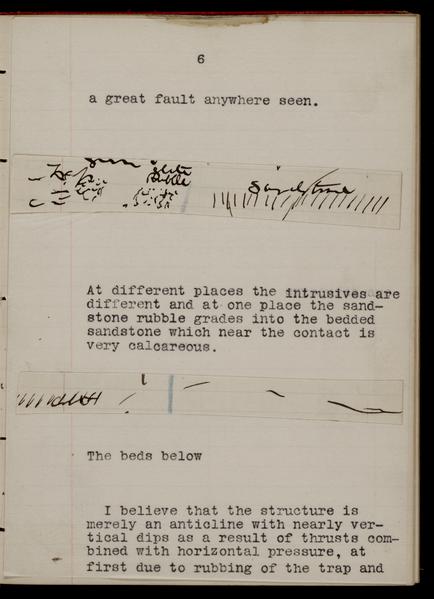 6
a great fault anywhere seen.
Trap
slate
rubble
Sandstone
At different places the intrusives are
different and at one place the sand-
stone rubble grades into the bedded
sandstone which near the contact is
very calcareous.
The beds below
I believe that the structure is
merely an anticline with nearly ver-
tical dips as a result of thrusts com-
bined with horizontal pressure, at
first due to rubbing of the trap and